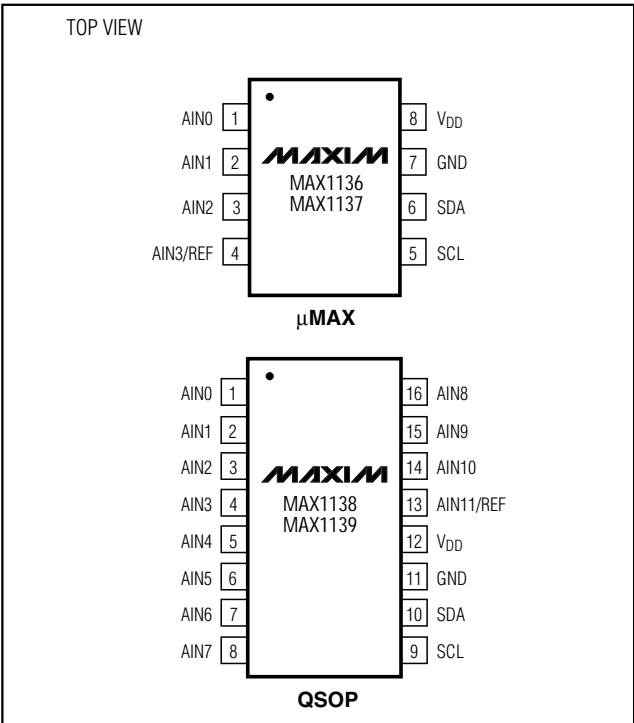 TOP VIEW
AIN0 1
8 VDD
AIN1 2
MAXIM
7 GND
MAX1136
AIN2 3
MAX1137
6 SDA
AIN3/REF 4
5 SCL
μMAX
AIN0 1
16 AIN8
AIN1 2
15 AIN9
AIN2 3
MAXIM
14 AIN10
AIN3 4
MAX1138
13 AIN11/REF
MAX1139
AIN4 5
12 VDD
AIN5 6
11 GND
AIN6 7
10 SDA
AIN7 8
9 SCL
QSOP